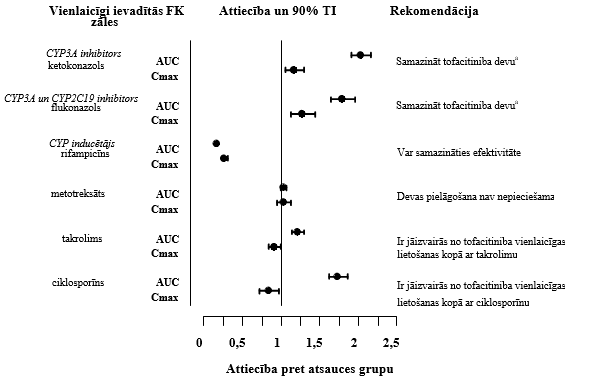 Vienlaicīgi ievadītās FK zāles
Attiecība un 90% TI
Rekomendācija
CYP3A inhibitors
ketokonazols
AUC
Cmax
Samazināt tofacitiniba devuᵃ
CYP3A un CYP2C19 inhibitors
flukonazols
AUC
Cmax
Samazināt tofacitiniba devuᵃ
CYP inducētājs
rifampicīns
AUC
Cmax
Var samazināties efektivitāte
metotreksāts
AUC
Cmax
Devas pielāgošana nav nepieciešama
takrolims
AUC
Cmax
Ir jāizvairās no tofacitiniba vienlaicīgas
lietošanas kopā ar takrolimu
ciklosporīns
AUC
Cmax
Ir jāizvairās no tofacitiniba vienlaicīgas
lietošanas kopā ar ciklosporīnu
0 0,5 1 1,5 2 2,5
Attiecība pret atsauces grupu